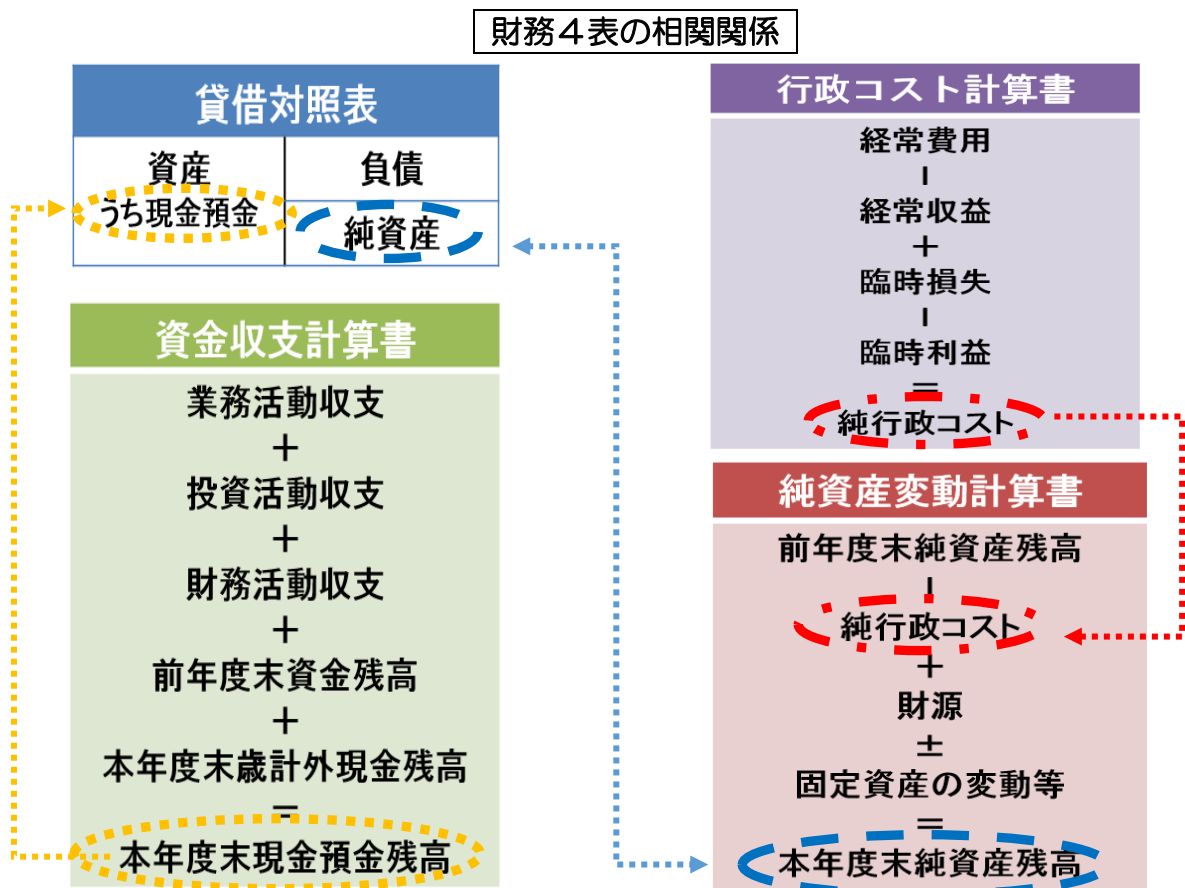 財務４表の相関関係
貸借対照表
資産
うち現金預金
負債
純資産
資金収支計算書
業務活動収支
＋
投資活動収支
＋
財務活動収支
＋
前年度末資金残高
＋
本年度末歳計外現金残高
＝
本年度末現金預金残高
行政コスト計算書
経常費用
－
経常収益
＋
臨時損失
－
臨時利益
＝
純行政コスト
純資産変動計算書
前年度末純資産残高
－
純行政コスト
＋
財源
±
固定資産の変動等
＝
本年度末純資産残高